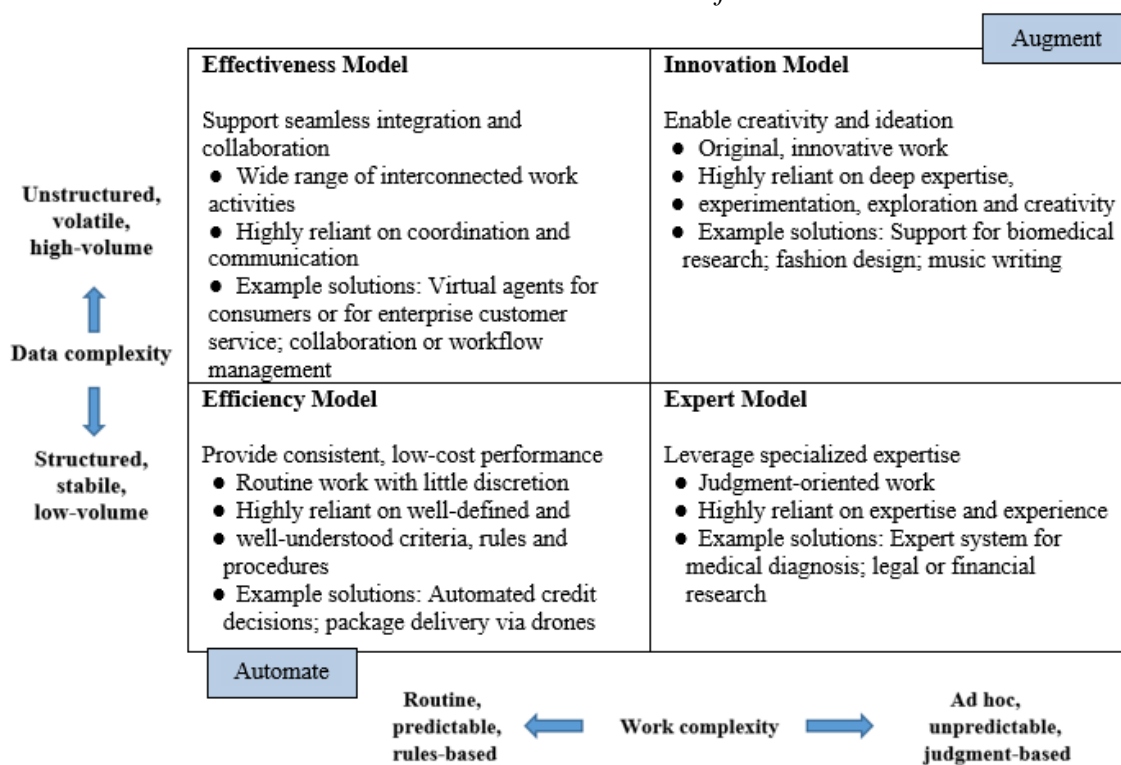 Augment
Effectiveness Model
Support seamless integration and
collaboration
● Wide range of interconnected work
activities
● Highly reliant on coordination and
communication
● Example solutions: Virtual agents for
consumers or for enterprise customer
service; collaboration or workflow
management
Innovation Model
Enable creativity and ideation
● Original, innovative work
● Highly reliant on deep expertise,
● experimentation, exploration and creativity
● Example solutions: Support for biomedical
research; fashion design; music writing
Unstructured,
volatile,
high-volume
Data complexity
Structured,
stabile,
low-volume
Efficiency Model
Provide consistent, low-cost performance
● Routine work with little discretion
● Highly reliant on well-defined and
● well-understood criteria, rules and
procedures
● Example solutions: Automated credit
decisions; package delivery via drones
Expert Model
Leverage specialized expertise
● Judgment-oriented work
● Highly reliant on expertise and experience
● Example solutions: Expert system for
medical diagnosis; legal or financial
research
Automate
Routine,
predictable,
rules-based
Work complexity
Ad hoc,
unpredictable,
judgment-based